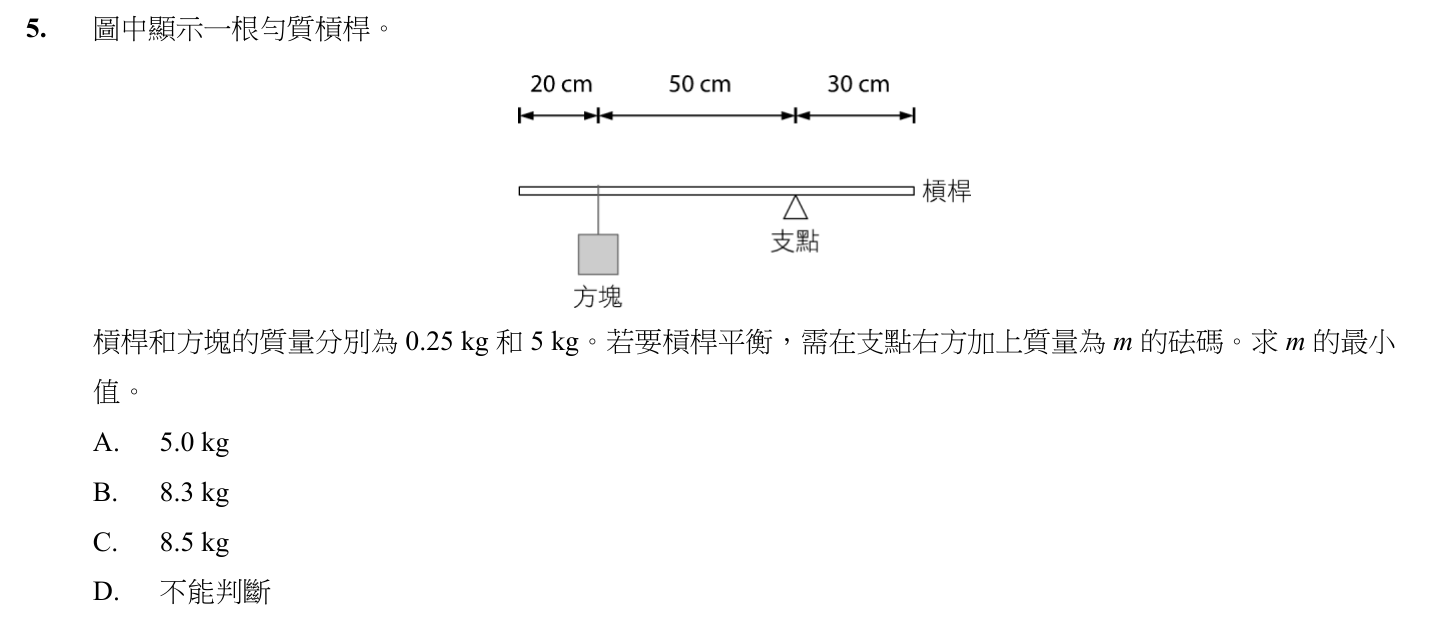 5. 圖中顯示一根勻質槓桿。
20 cm 50 cm 30 cm
槓桿
支點
方塊
槓桿和方塊的質量分別為 0.25 kg 和 5 kg。若要槓桿平衡，需在支點右方加上質量為 m 的砝碼。求 m 的最小
值。
A. 5.0 kg
B. 8.3 kg
C. 8.5 kg
D. 不能判斷